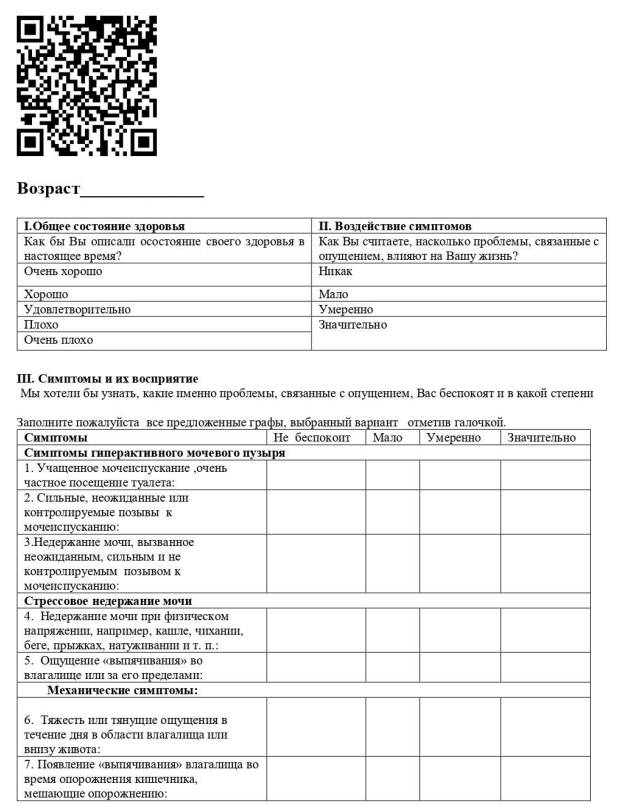 Возраст______________
I.Общее состояние здоровья
II. Воздействие симптомов
Как бы Вы описали осостояние своего здоровья в
настоящее время?
Как Вы считаете, насколько проблемы, связанные с
опущением, влияют на Вашу жизнь?
Очень хорошо
Никак
Хорошо
Мало
Удовлетворительно
Умеренно
Плохо
Значительно
Очень плохо
III. Симптомы и их восприятие
Мы хотели бы узнать, какие именно проблемы, связанные с опущением, Вас беспокоят и в какой степени
Заполните пожалуйста все предложенные графы, выбранный вариант отметив галочкой.
Симптомы
Не беспокоит
Мало
Умеренно
Значительно
Симптомы гиперактивного мочевого пузыря
1. Учащенное мочеиспускание ,очень
частное посещение туалета:
2. Сильные, неожиданные или
контролируемые позывы к
мочеиспусканию:
3.Недержание мочи, вызванное
неожиданным, сильным и не
контролируемым позывом к
мочеиспусканию:
Стрессовое недержание мочи
4. Недержание мочи при физическом
напряжении, например, кашле, чихании,
беге, прыжках, натуживании и т. п.:
5. Ощущение «выпячивания» во
влагалище или за его пределами:
Механические симптомы:
6. Тяжесть или тянущие ощущения в
течение дня в области влагалища или
внизу живота:
7. Появление «выпячивания» влагалища во
время опорожнения кишечника,
мешающие опорожнению: